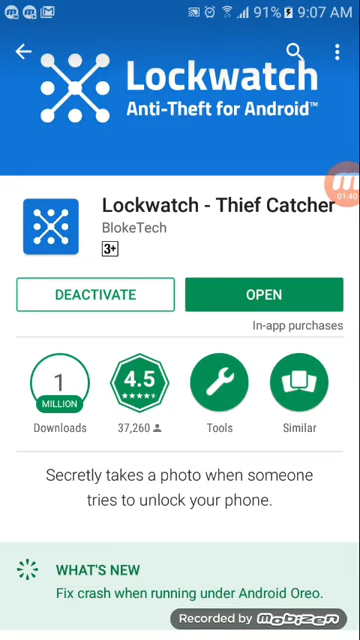 91% 9:07 AM
Lockwatch
Anti-Theft for Android™
Lockwatch - Thief Catcher
01:40
BlokeTech
3+
DEACTIVATE
OPEN
In-app purchases
1
MILLION
4.5
Downloads
37,260
Tools
Similar
Secretly takes a photo when someone
tries to unlock your phone.
WHAT'S NEW
Fix crash when running under Android Oreo.
Recorded by Mobizen